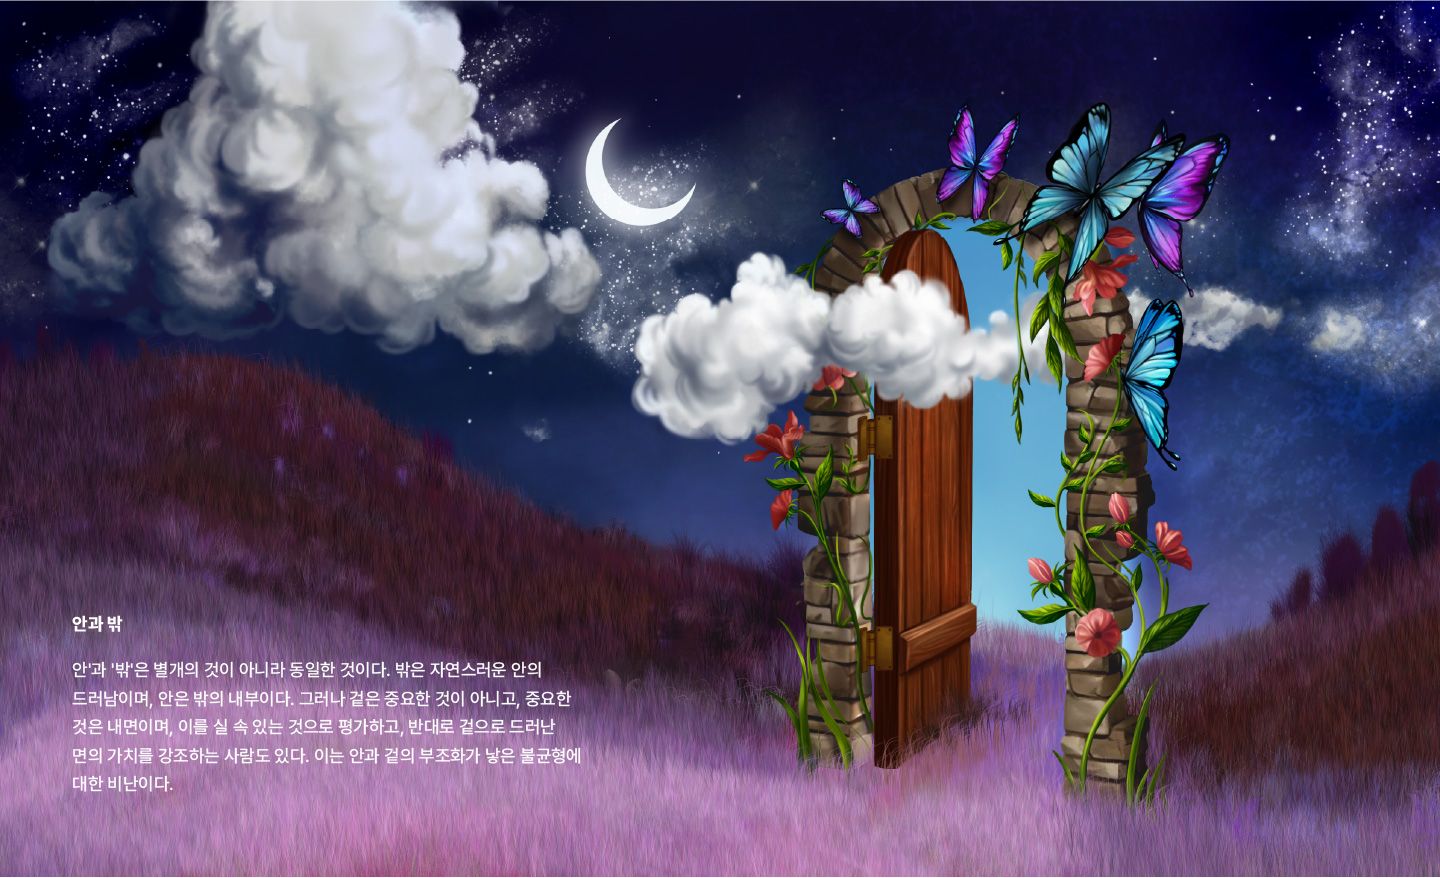 안과 밖
안'과 '밖'은 별개의 것이 아니라 동일한 것이다. 밖은 자연스러운 안의
드러남이며, 안은 밖의 내부이다. 그러나 겉은 중요한 것이 아니고, 중요한
것은 내면이며, 이를 실 속 있는 것으로 평가하고, 반대로 겉으로 드러난
면의 가치를 강조하는 사람도 있다. 이는 안과 겉의 부조화가 낳은 불균형에
대한 비난이다.